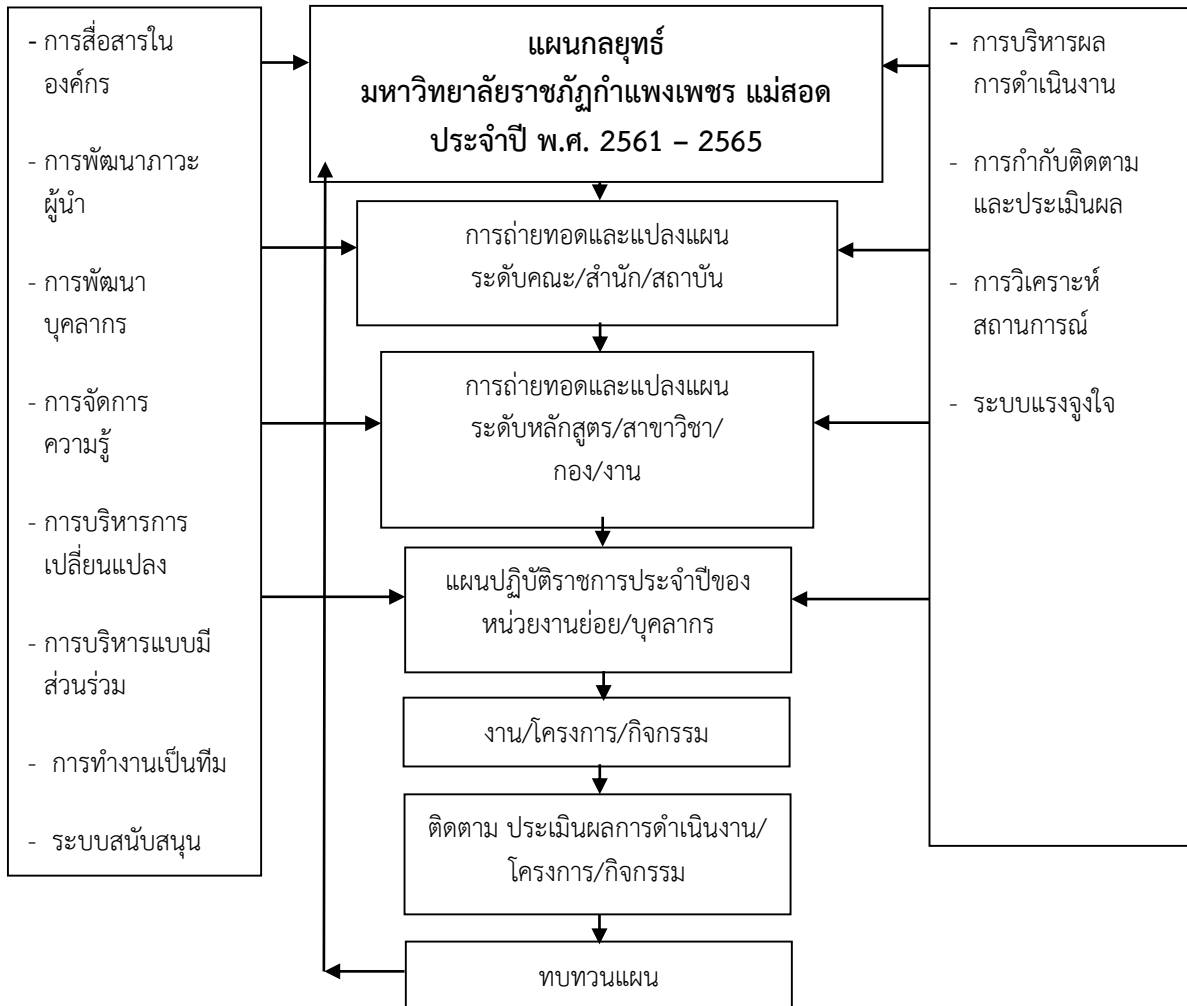 - การสื่อสารใน
องค์กร
- การพัฒนาภาวะ
ผู้นำ
- การพัฒนา
บุคลากร
- การจัดการ
ความรู้
- การบริหารการ
เปลี่ยนแปลง
- การบริหารแบบมี
ส่วนร่วม
- การทำงานเป็นทีม
- ระบบสนับสนุน
แผนกลยุทธ์
มหาวิทยาลัยราชภัฏกำแพงเพชร แม่สอด
ประจำปี พ.ศ. 2561 – 2565
การถ่ายทอดและแปลงแผน
ระดับคณะ/สำนัก/สถาบัน
การถ่ายทอดและแปลงแผน
ระดับหลักสูตร/สาขาวิชา/
กอง/งาน
แผนปฏิบัติราชการประจำปีของ
หน่วยงานย่อย/บุคลากร
งาน/โครงการ/กิจกรรม
ติดตาม ประเมินผลการดำเนินงาน/
โครงการ/กิจกรรม
ทบทวนแผน
- การบริหารผล
การดำเนินงาน
- การกำกับติดตาม
และประเมินผล
- การวิเคราะห์
สถานการณ์
- ระบบแรงจูงใจ